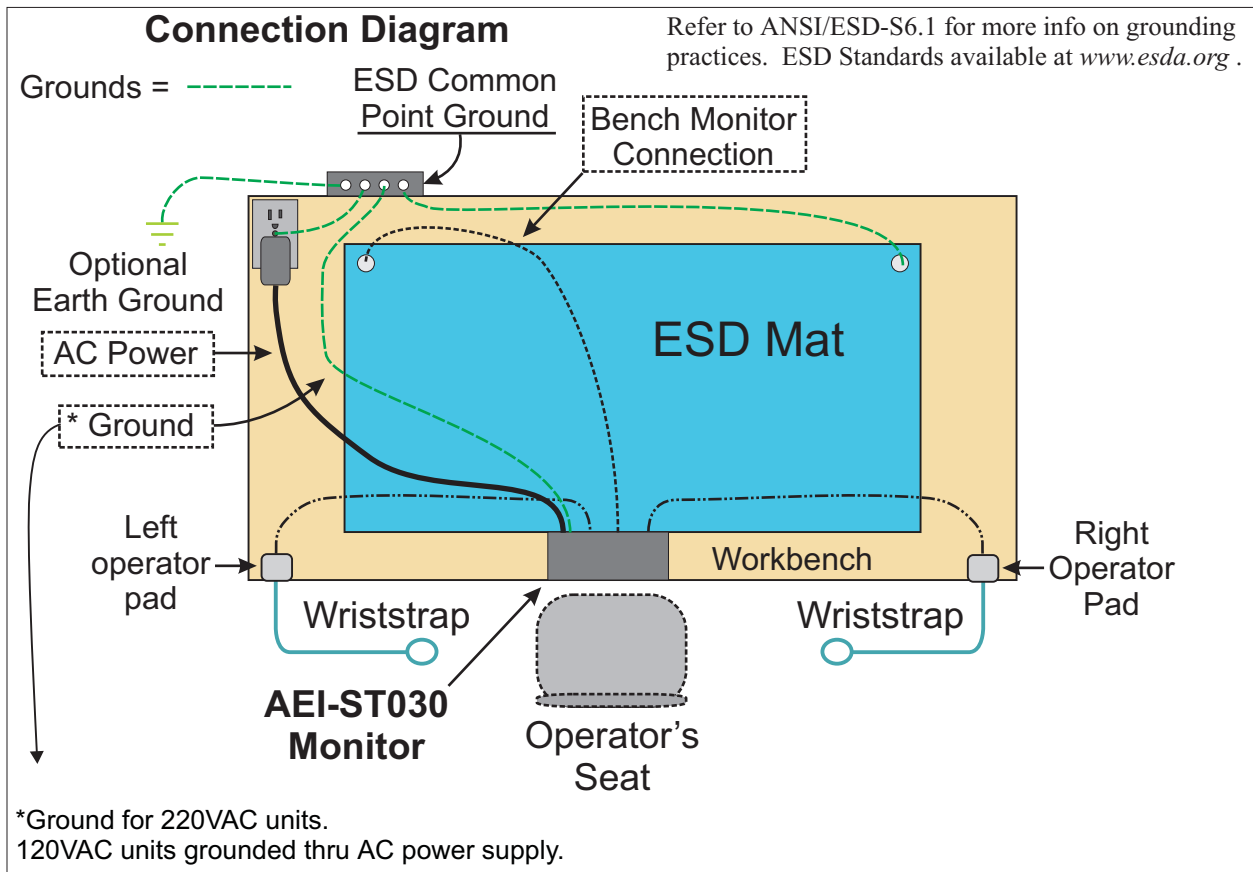 Connection Diagram
Refer to ANSI/ESD-S6.1 for more info on grounding
practices. ESD Standards available at www.esda.org .
Grounds =
ESD Common
Point Ground
Bench Monitor
Connection
Optional
Earth Ground
ESD Mat
AC Power
* Ground
Left
operator
pad
Workbench
Right
Operator
Pad
Wriststrap
Wriststrap
AEI-ST030
Monitor
Operator’s
Seat
*Ground for 220VAC units.
120VAC units grounded thru AC power supply.